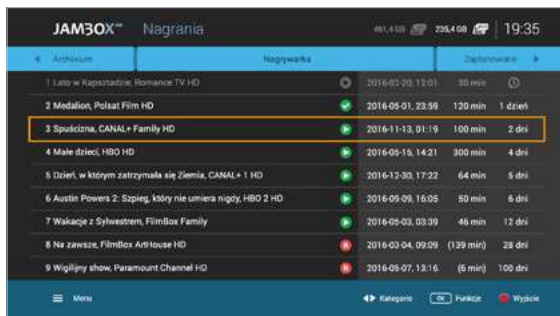 JAMBOX Nagrania 461,4 GB 235,4 GB 19:35
Archiwum Nagrywarka Zaplanowane
1 Lato w Kapsztadzie, Romance TV HD 2016-03-20, 12:01 30 min
2 Medalion, Polsat Film HD 2016-05-01, 23:59 120 min 1 dzień
3 Spuścizna, CANAL+ Family HD 2016-11-13, 01:19 100 min 2 dni
4 Małe dzieci, HBO HD 2016-05-15, 14:21 300 min 4 dni
5 Dzień, w którym zatrzymała się Ziemia, CANAL+ 1 HD 2016-12-30, 17:22 64 min 5 dni
6 Austin Powers 2: Szpieg, który nie umiera nigdy, HBO 2 HD 2016-09-09, 16:05 50 min 6 dni
7 Wakacje z Sylwestrem, FilmBox Family 2016-05-03, 03:39 46 min 12 dni
8 Na zawsze, FilmBox ArtHouse HD R 2016-03-04, 09:09 (139 min) 28 dni
9 Wigilijny show, Paramount Channel HD R 2016-05-07, 13:16 (6 min) 100 dni
Menu Kategorie OK Funkcje Wyjście